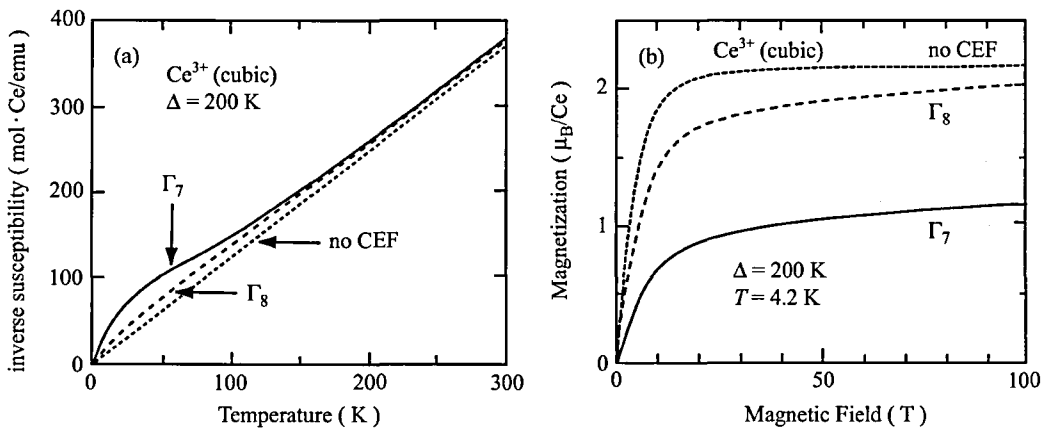 (a)
Ce³⁺ (cubic)
Δ = 200 K
Γ₇
no CEF
Γ₈
inverse susceptibility ( mol · Ce/emu )
400
300
200
100
0
0
100
200
300
Temperature ( K )
(b)
Ce³⁺ (cubic)
no CEF
Γ₈
Γ₇
Δ = 200 K
T = 4.2 K
Magnetization ( μB/Ce )
2
1
0
0
50
100
Magnetic Field ( T )